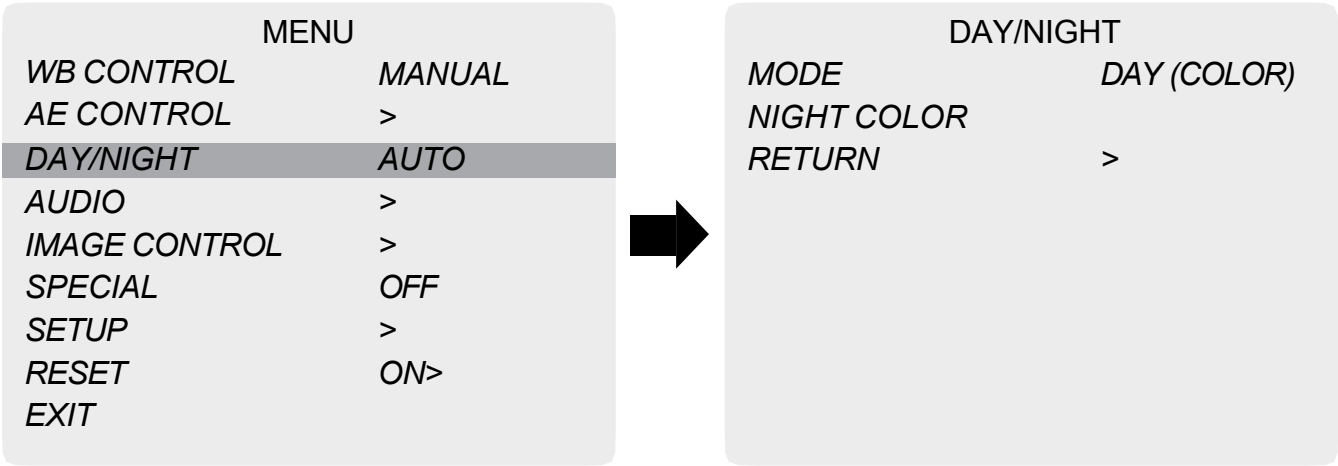 MENU
WB CONTROL MANUAL
AE CONTROL >
DAY/NIGHT AUTO
AUDIO >
IMAGE CONTROL >
SPECIAL OFF
SETUP >
RESET ON>
EXIT
DAY/NIGHT
MODE DAY (COLOR)
NIGHT COLOR
RETURN >